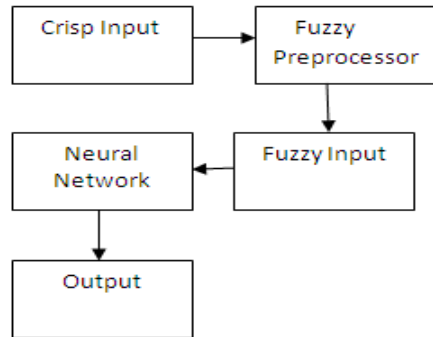 Crisp Input
Fuzzy
Preprocessor
Fuzzy Input
Neural
Network
Output